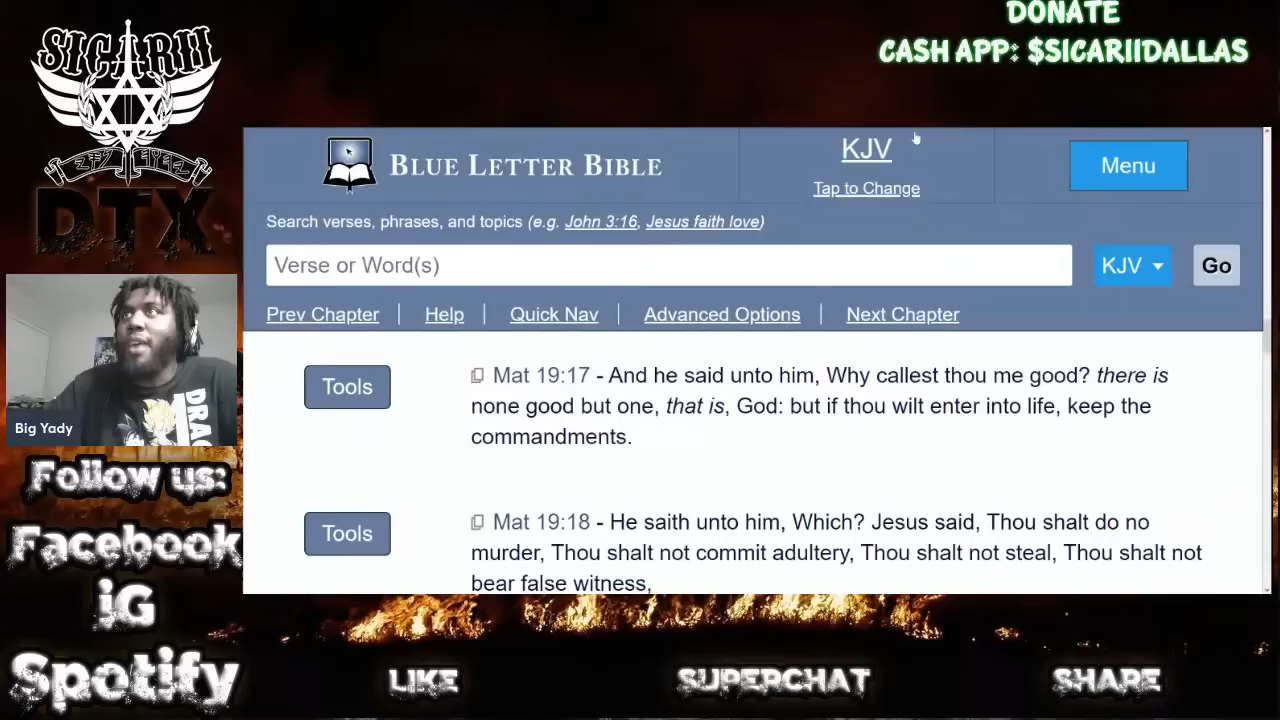 SICARII
DTX
DONATE
CASH APP: $SICARIIDALLAS
BLUE LETTER BIBLE
KJV
Tap to Change
Menu
Search verses, phrases, and topics (e.g. John 3:16, Jesus faith love)
Verse or Word(s)
KJV
Go
Prev Chapter
Help
Quick Nav
Advanced Options
Next Chapter
Tools
Mat 19:17 - And he said unto him, Why callest thou me good? there is
none good but one, that is, God: but if thou wilt enter into life, keep the
commandments.
Tools
Mat 19:18 - He saith unto him, Which? Jesus said, Thou shalt do no
murder, Thou shalt not commit adultery, Thou shalt not steal, Thou shalt not
bear false witness,
Big Yady
Follow us:
Facebook
iG
Spotify
LIKE
SUPERCHAT
SHARE